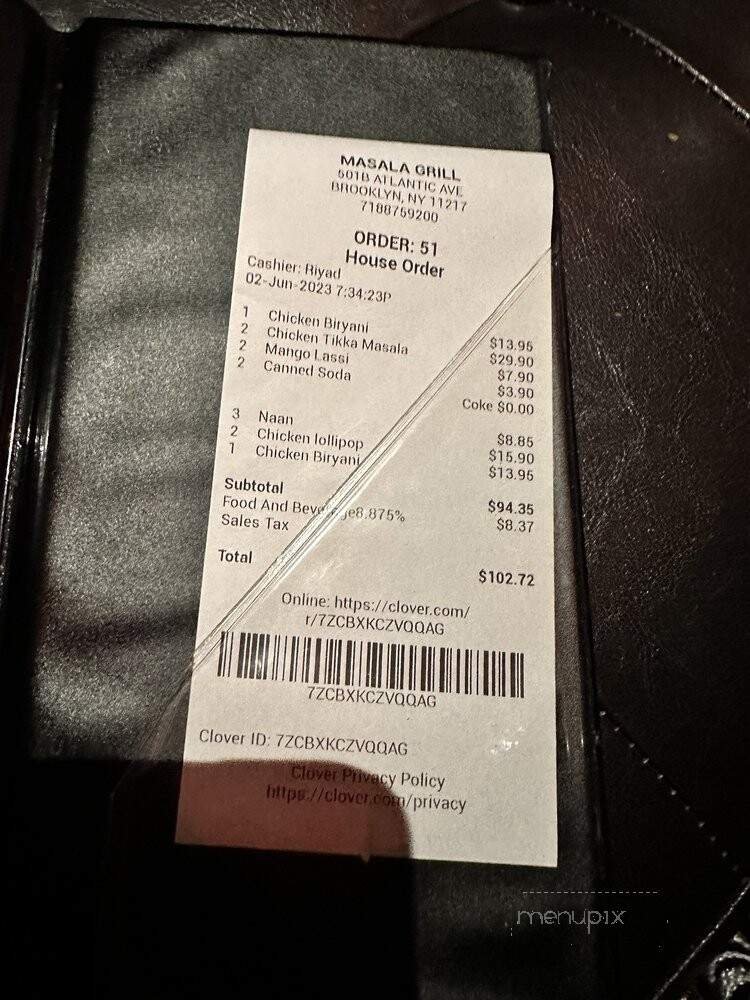 MASALA GRILL
501B ATLANTIC AVE
BROOKLYN, NY 11217
7188759200
ORDER: 51
House Order
Cashier: Riyad
02-Jun-2023 7:34:23P
1 Chicken Biryani $13.95
2 Chicken Tikka Masala $29.90
2 Mango Lassi $7.90
2 Canned Soda $3.90
Coke $0.00
3 Naan $8.85
2 Chicken lollipop $15.90
1 Chicken Biryani $13.95
Subtotal $94.35
Food And Beverage8.875% $8.37
Sales Tax
Total $102.72
Online: https://clover.com/
r/7ZCBXKCZVQQAG
7ZCBXKCZVQQAG
Clover ID: 7ZCBXKCZVQQAG
Clover Privacy Policy
https://clover.com/privacy
menupix